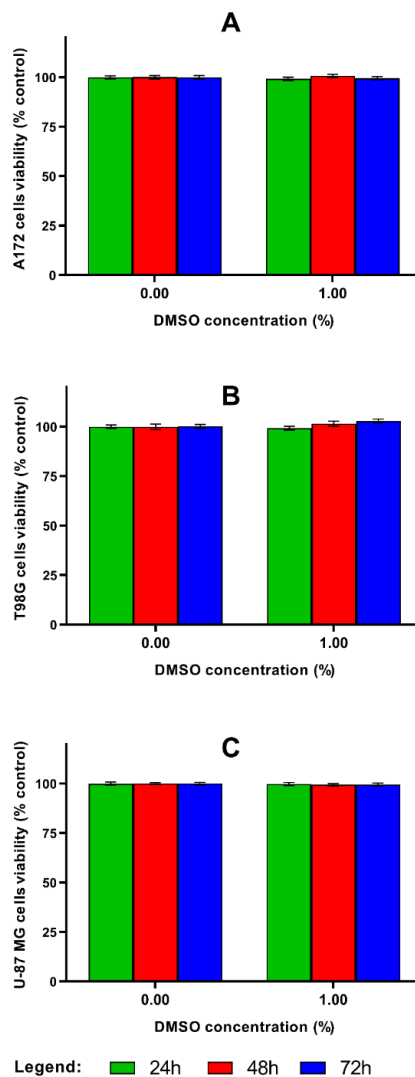 A
A172 cells viability (% control)
100
75
50
25
0
0.00
1.00
DMSO concentration (%)
B
T98G cells viability (% control)
100
75
50
25
0
0.00
1.00
DMSO concentration (%)
C
U-87 MG cells viability (% control)
100
75
50
25
0
0.00
1.00
DMSO concentration (%)
Legend: 24h 48h 72h